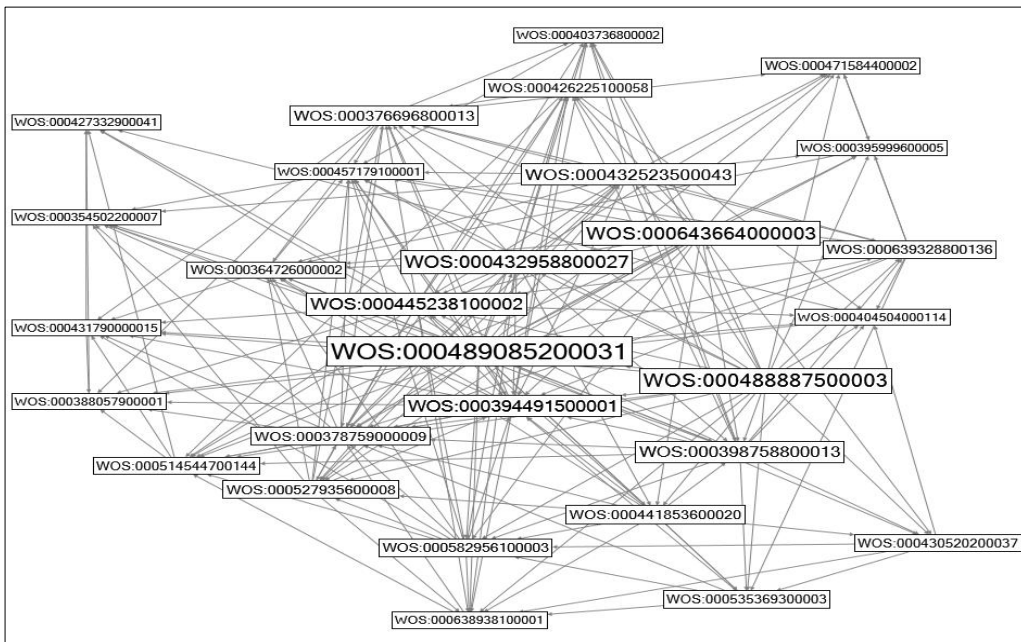 WOS:000403736800002
WOS:000471584400002
WOS:000426225100058
WOS:000376696800013
WOS:000427332900041
WOS:000395999600005
WOS:000457179100001
WOS:000432523500043
WOS:000354502200007
WOS:000643664000003
WOS:000639328800136
WOS:000432958800027
WOS:000364726000002
WOS:000445238100002
WOS:000404504000114
WOS:000431790000015
WOS:000489085200031
WOS:000488887500003
WOS:000388057900001
WOS:000394491500001
WOS:000378759000009
WOS:000398758800013
WOS:000514544700144
WOS:000527935600008
WOS:000441853600020
WOS:000430520200037
WOS:000582956100003
WOS:000535369300003
WOS:000638938100001